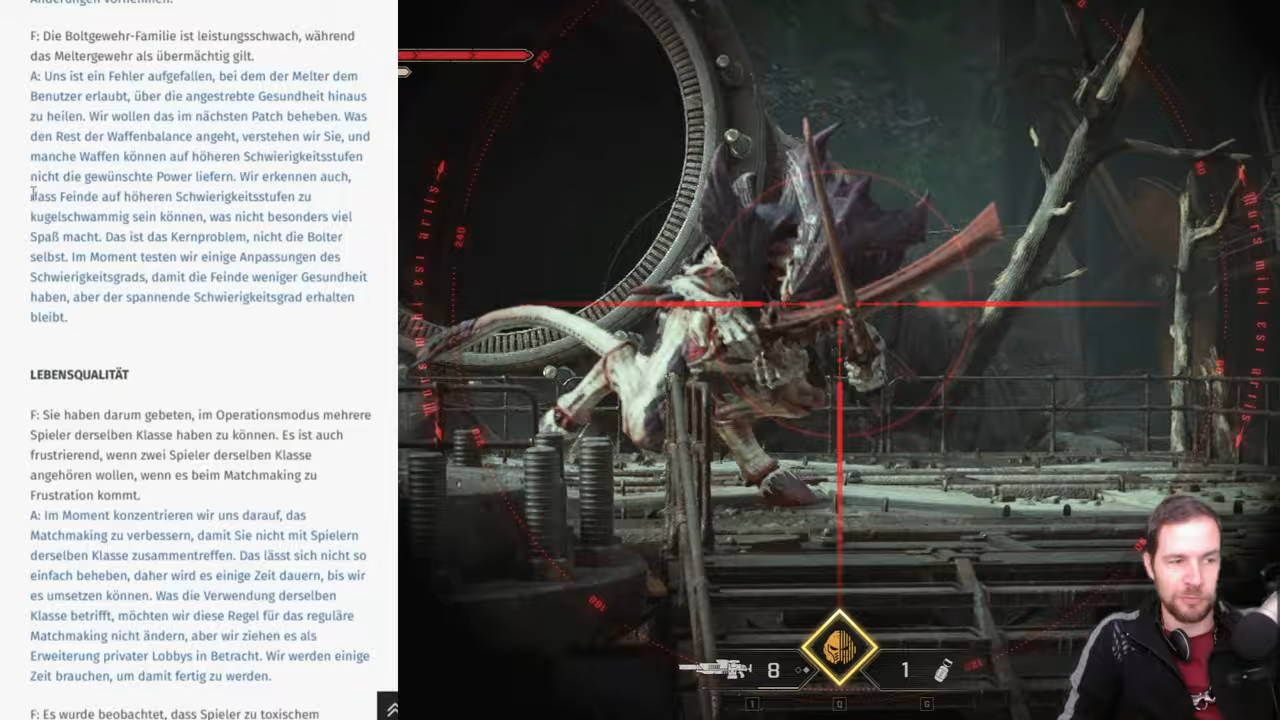 Änderungen vornehmen.
F: Die Boltgewehr-Familie ist leistungsschwach, während
das Meltergewehr als übermächtig gilt.
A: Uns ist ein Fehler aufgefallen, bei dem der Melter dem
Benutzer erlaubt, über die angestrebte Gesundheit hinaus
zu heilen. Wir wollen das im nächsten Patch beheben. Was
den Rest der Waffenbalance angeht, verstehen wir Sie, und
manche Waffen können auf höheren Schwierigkeitsstufen
nicht die gewünschte Power liefern. Wir erkennen auch,
dass Feinde auf höheren Schwierigkeitsstufen zu
kugelschwammig sein können, was nicht besonders viel
Spaß macht. Das ist das Kernproblem, nicht die Bolter
selbst. Im Moment testen wir einige Anpassungen des
Schwierigkeitsgrads, damit die Feinde weniger Gesundheit
haben, aber der spannende Schwierigkeitsgrad erhalten
bleibt.
LEBENSQUALITÄT
F: Sie haben darum gebeten, im Operationsmodus mehrere
Spieler derselben Klasse haben zu können. Es ist auch
frustrierend, wenn zwei Spieler derselben Klasse
angehören wollen, wenn es beim Matchmaking zu
Frustration kommt.
A: Im Moment konzentrieren wir uns darauf, das
Matchmaking zu verbessern, damit Sie nicht mit Spielern
derselben Klasse zusammentreffen. Das lässt sich nicht so
einfach beheben, daher wird es einige Zeit dauern, bis wir
es umsetzen können. Was die Verwendung derselben
Klasse betrifft, möchten wir diese Regel für das reguläre
Matchmaking nicht ändern, aber wir ziehen es als
Erweiterung privater Lobbys in Betracht. Wir werden einige
Zeit brauchen, um damit fertig zu werden.
F: Es wurde beobachtet, dass Spieler zu toxischem
270
240
180
120
90
8
1
1
Q
G